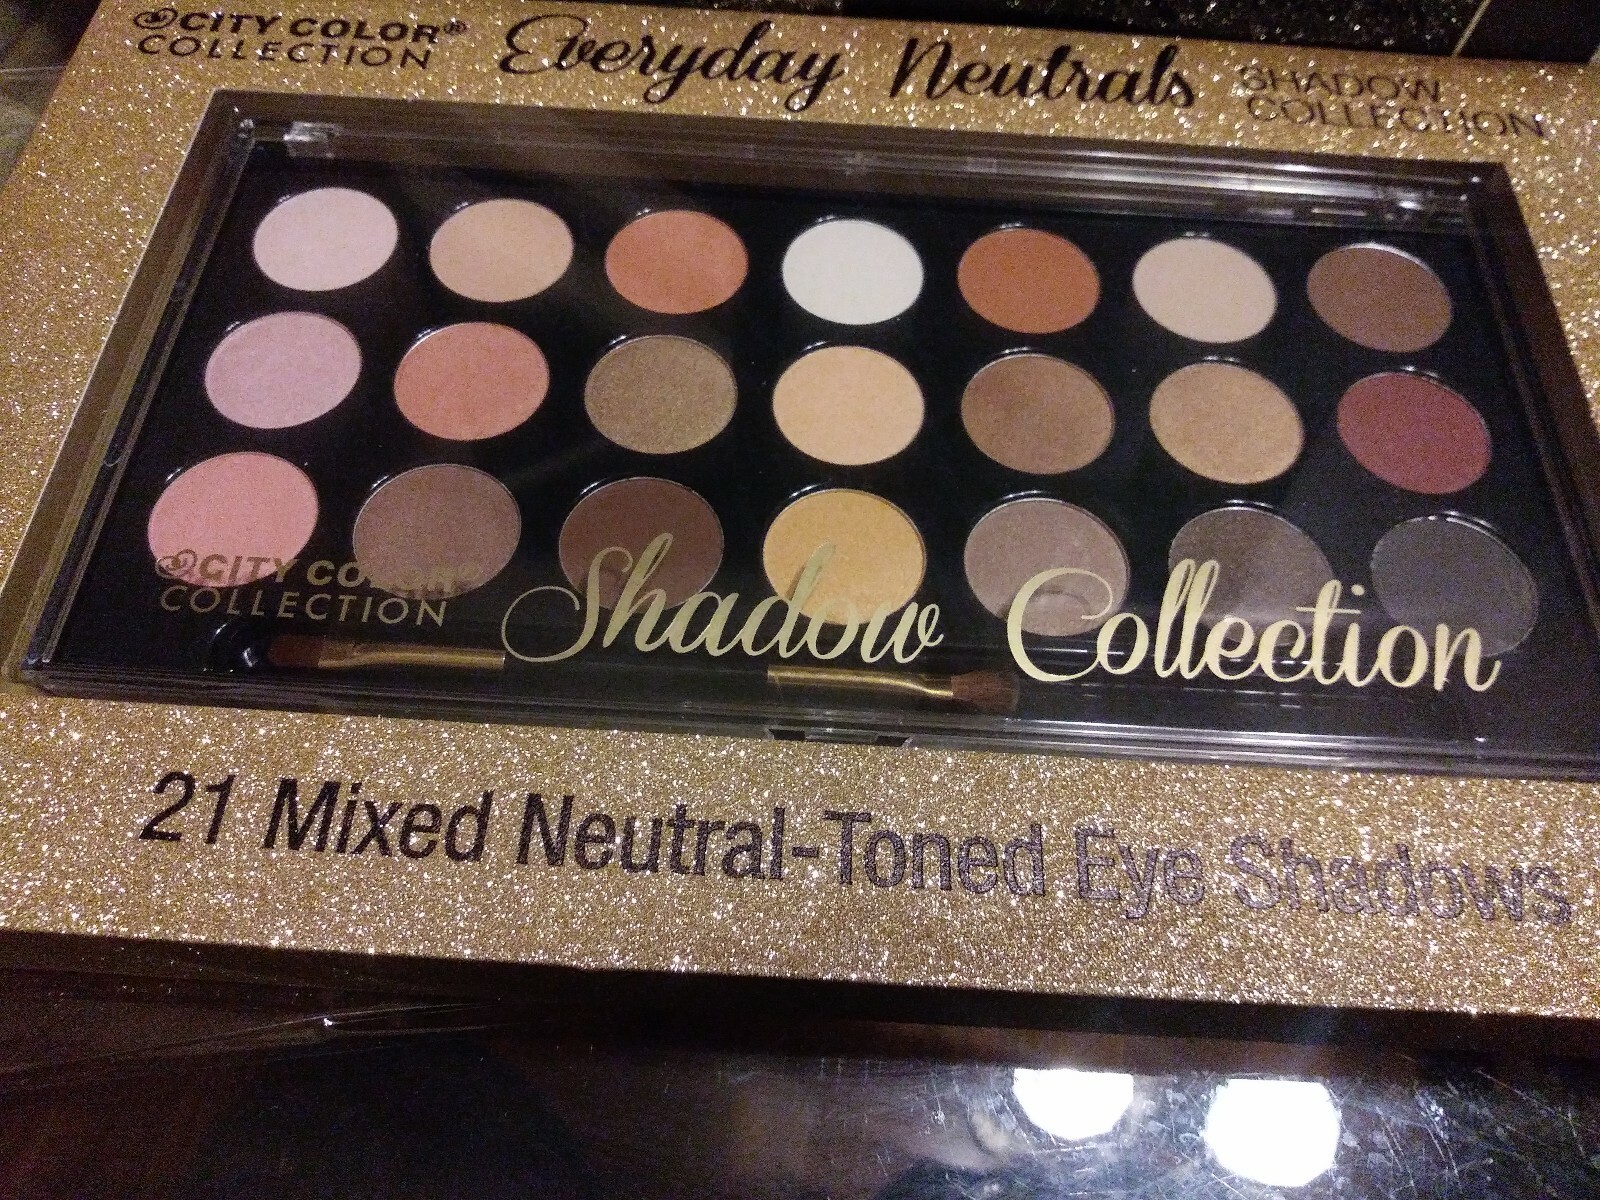 CITY COLOR®
COLLECTION
Everyday Neutrals
SHADOW
COLLECTION
CITY COLOR®
COLLECTION
Shadow Collection
21 Mixed Neutral-Toned Eye Shadows